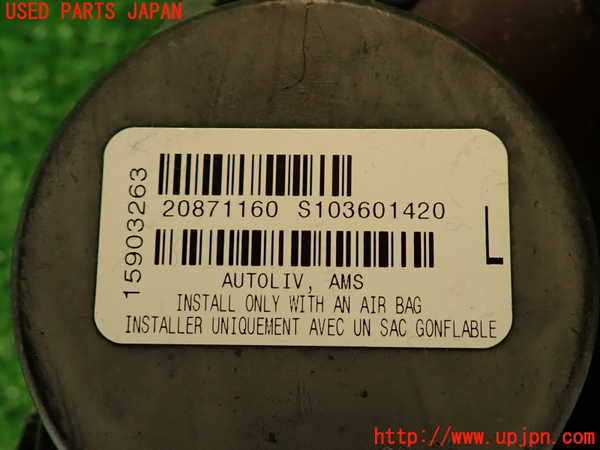 USED PARTS JAPAN
15903263
20871160 S103601420
L
AUTOLIV, AMS
INSTALL ONLY WITH AN AIR BAG
INSTALLER UNIQUEMENT AVEC UN SAC GONFLABLE
http://www.upjpn.com/